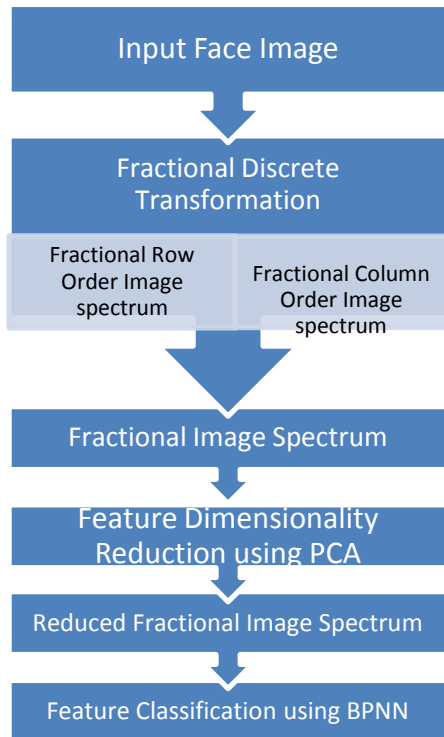 Input Face Image
Fractional Discrete
Transformation
Fractional Row
Order Image
spectrum
Fractional Column
Order Image
spectrum
Fractional Image Spectrum
Feature Dimensionality
Reduction using PCA
Reduced Fractional Image Spectrum
Feature Classification using BPNN